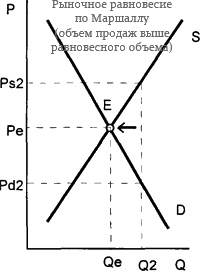 Рыночное равновесие
по Маршаллу
(объем продаж выше
равновесного объема)
P
S
Ps2
E
Pe
Pd2
D
Qe Q2 Q